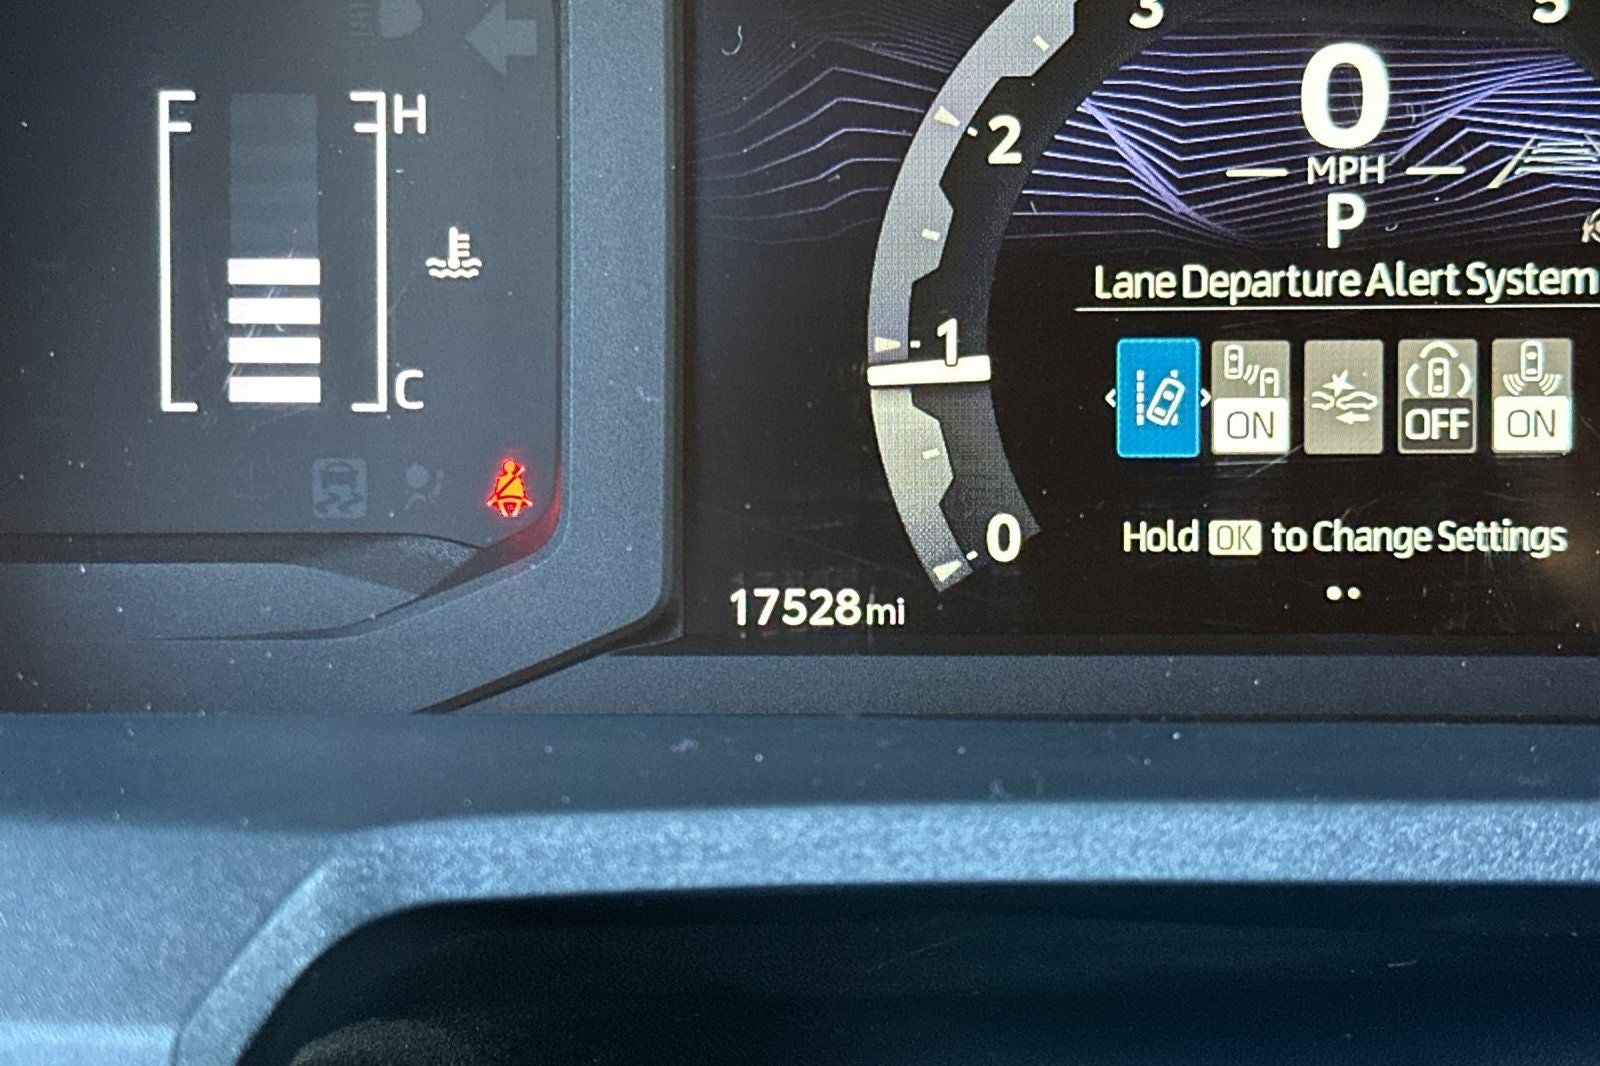 H
C
3
5
2
1
0
0
MPH
P
Lane Departure Alert System
ON
OFF
ON
Hold OK to Change Settings
17528mi